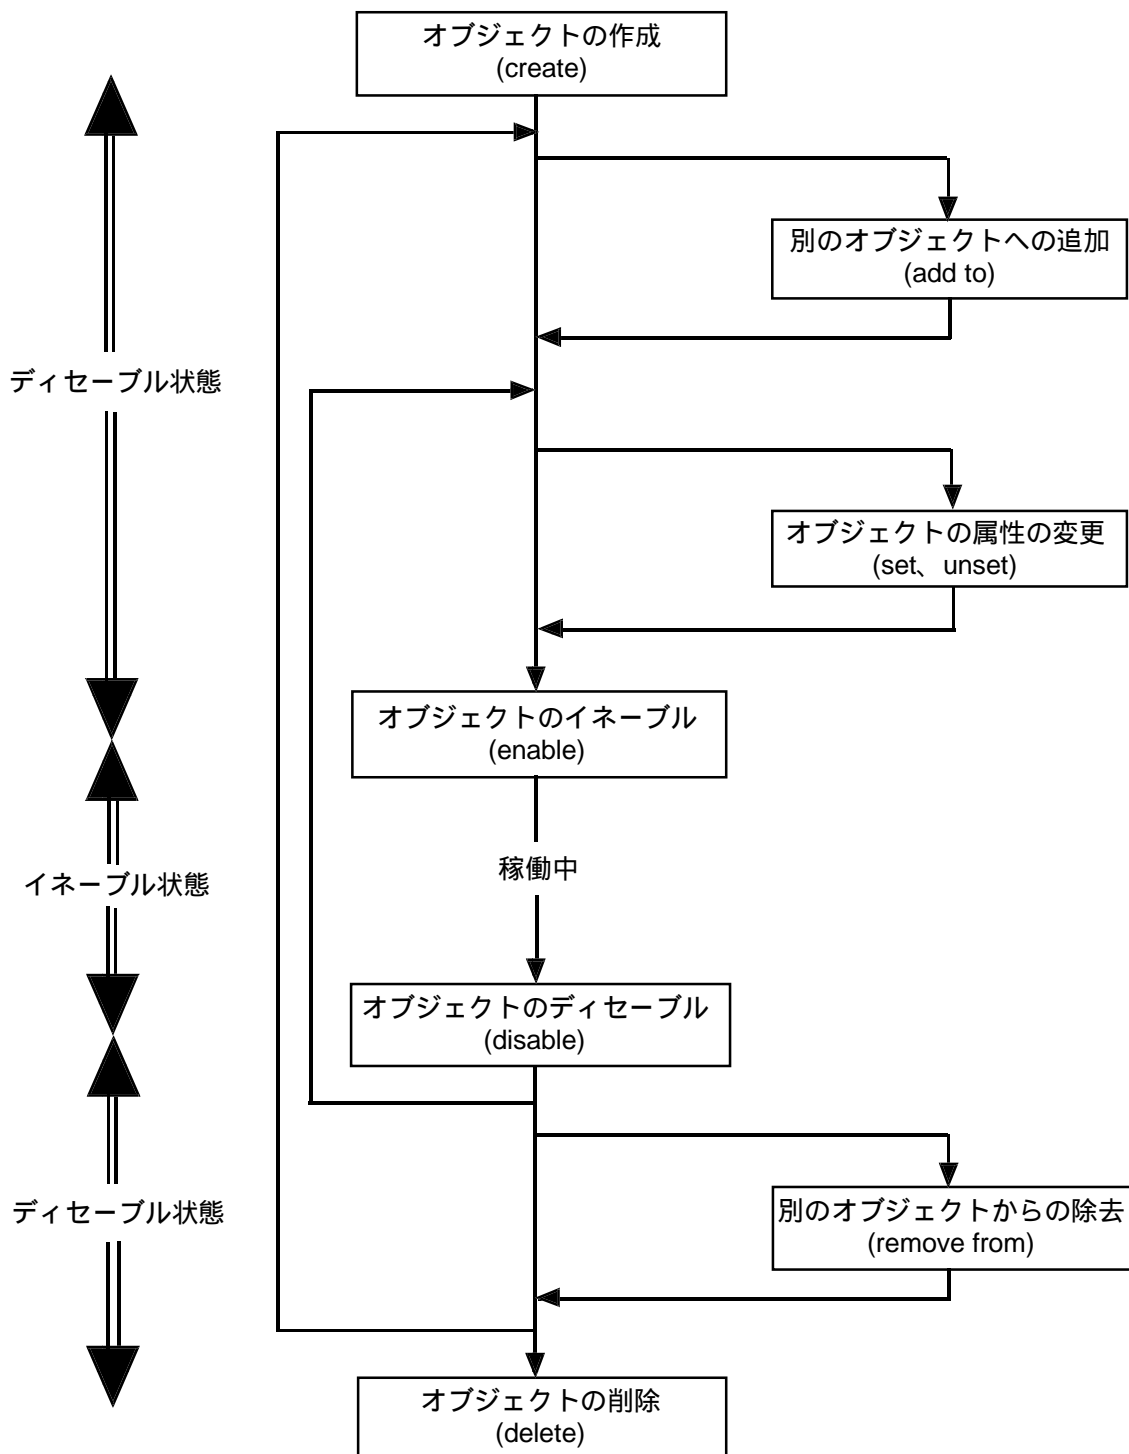 オブジェクトの作成
(create)
別のオブジェクトへの追加
(add to)
ディセーブル状態
オブジェクトの属性の変更
(set、unset)
オブジェクトのイネーブル
(enable)
稼働中
イネーブル状態
オブジェクトのディセーブル
(disable)
別のオブジェクトからの除去
(remove from)
ディセーブル状態
オブジェクトの削除
(delete)